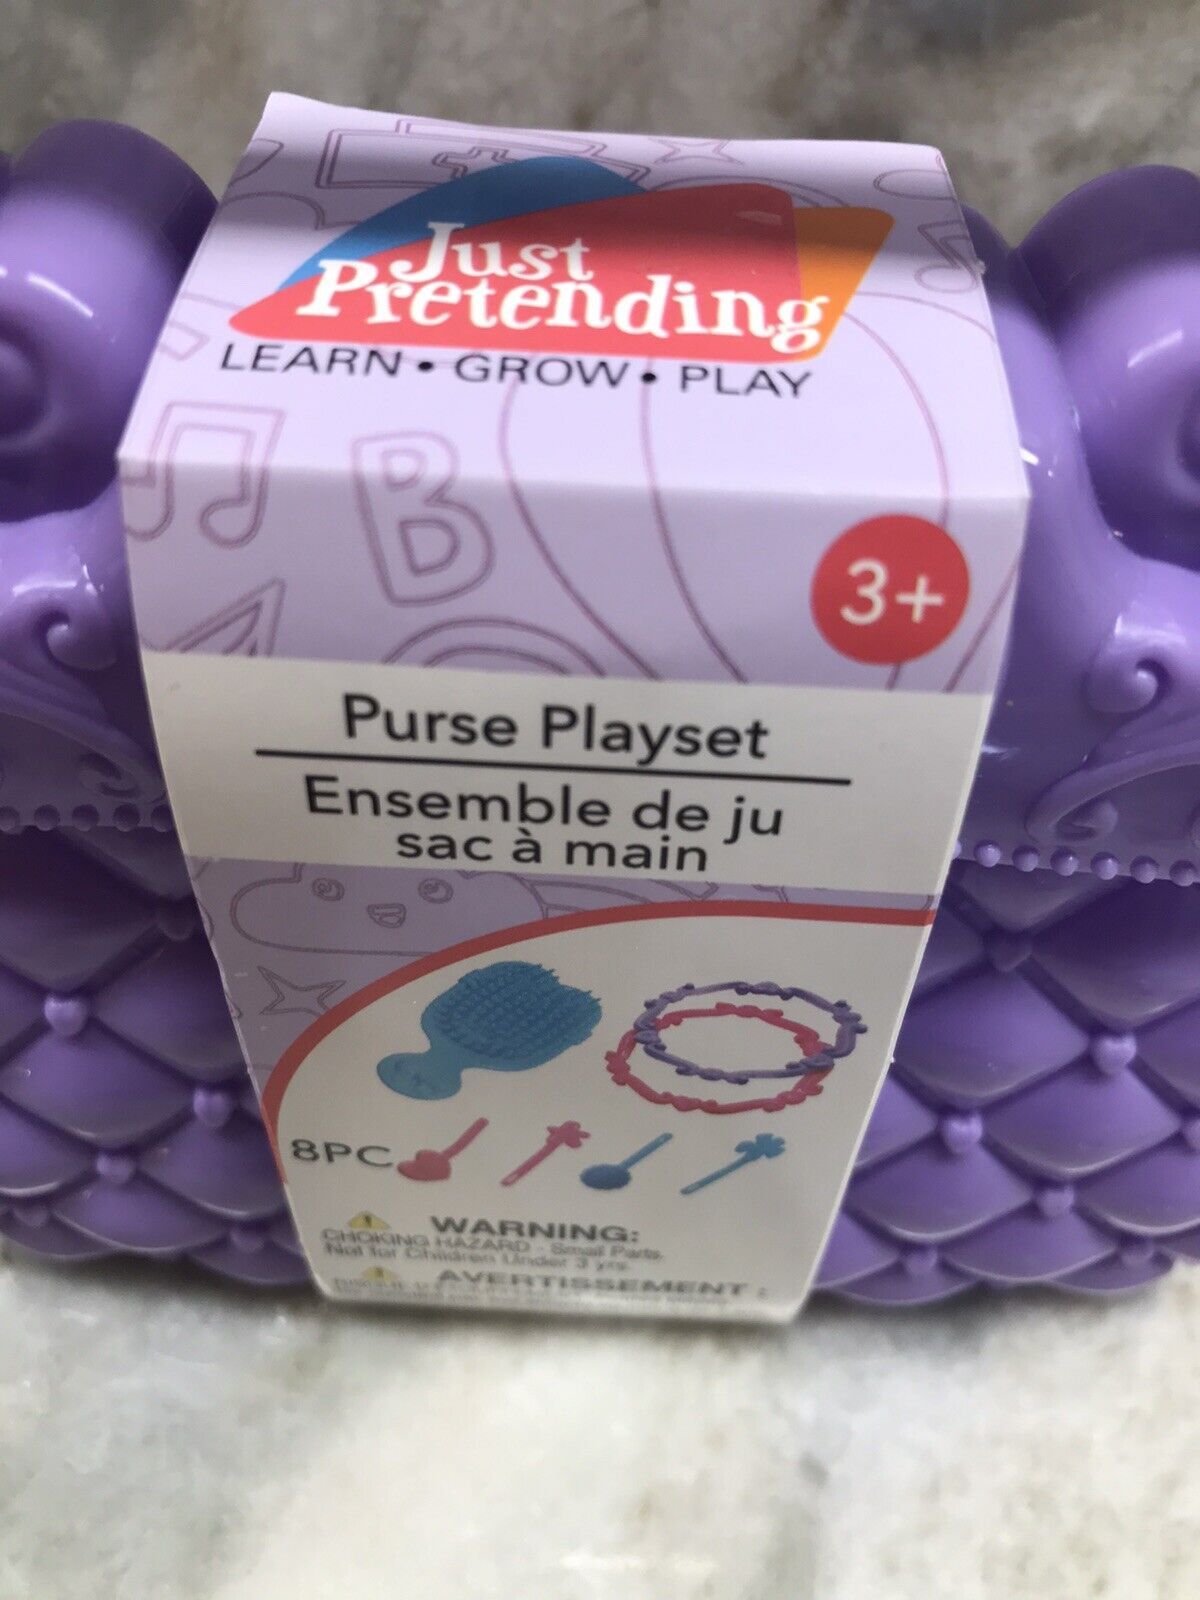 Just
Pretending
LEARN • GROW • PLAY
B
A
3+
Purse Playset
Ensemble de ju
sac à main
8PC
WARNING:
CHOKING HAZARD - Small Parts.
Not for Children Under 3 yrs.
AVERTISSEMENT :